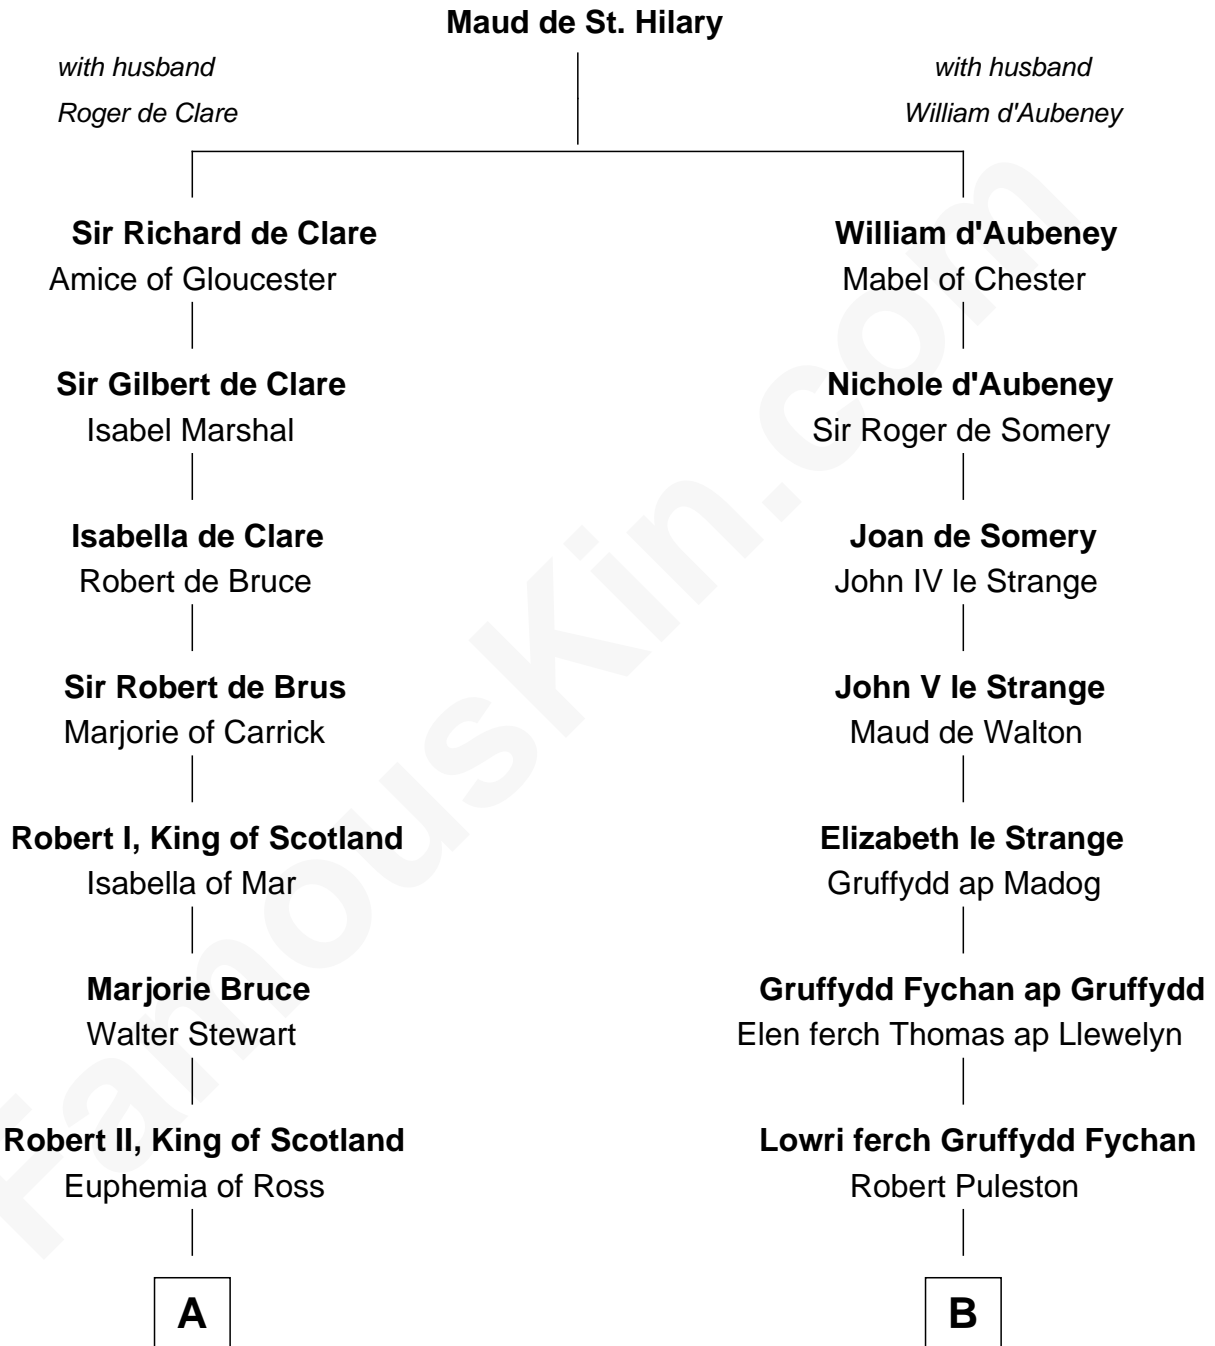 Maud de St. Hilary
with husband
Roger de Clare
with husband
William d'Aubeney
Sir Richard de Clare
Amice of Gloucester
William d'Aubeney
Mabel of Chester
Sir Gilbert de Clare
Isabel Marshal
Nichole d'Aubeney
Sir Roger de Somery
Isabella de Clare
Robert de Bruce
Joan de Somery
John IV le Strange
Sir Robert de Brus
Marjorie of Carrick
John V le Strange
Maud de Walton
Robert I, King of Scotland
Isabella of Mar
Elizabeth le Strange
Gruffydd ap Madog
Marjorie Bruce
Walter Stewart
Gruffydd Fychan ap Gruffydd
Elen ferch Thomas ap Llewelyn
Robert II, King of Scotland
Euphemia of Ross
Lowri ferch Gruffydd Fychan
Robert Puleston
A
B
FamousKin.com